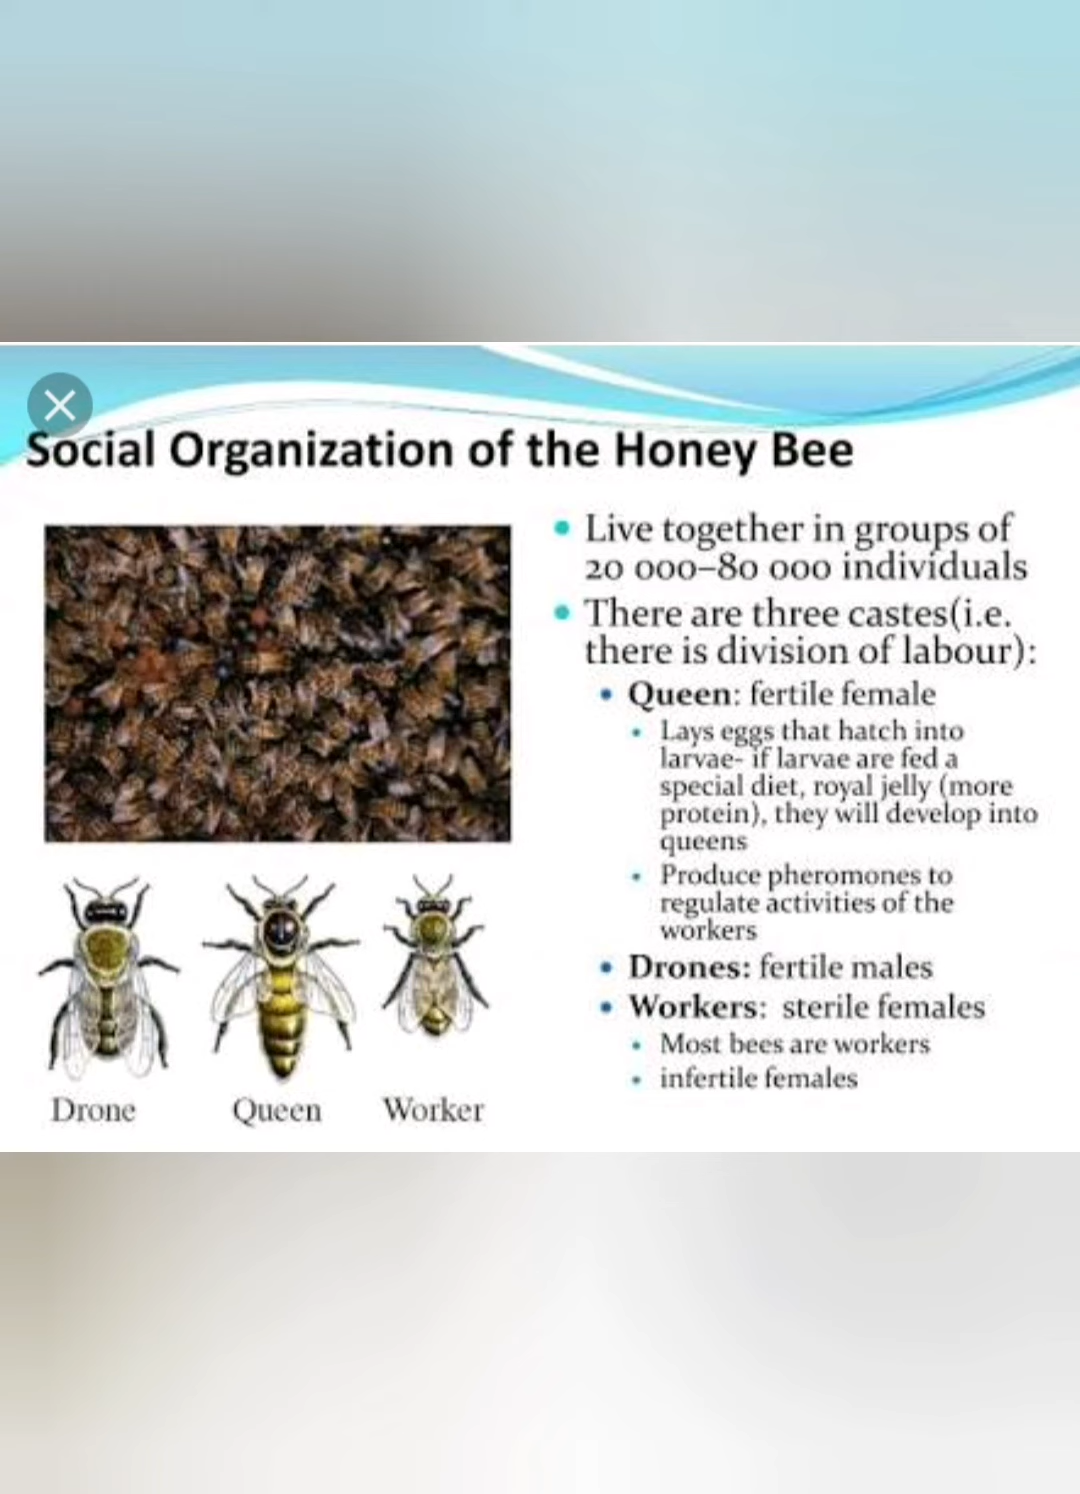 Social Organization of the Honey Bee
Live together in groups of
20 000–80 000 individuals
There are three castes(i.e.
there is division of labour):
Queen: fertile female
Lays eggs that hatch into
larvae- if larvae are fed a
special diet, royal jelly (more
protein), they will develop into
queens
Produce pheromones to
regulate activities of the
workers
Drones: fertile males
Workers: sterile females
Most bees are workers
infertile females
Drone
Queen
Worker